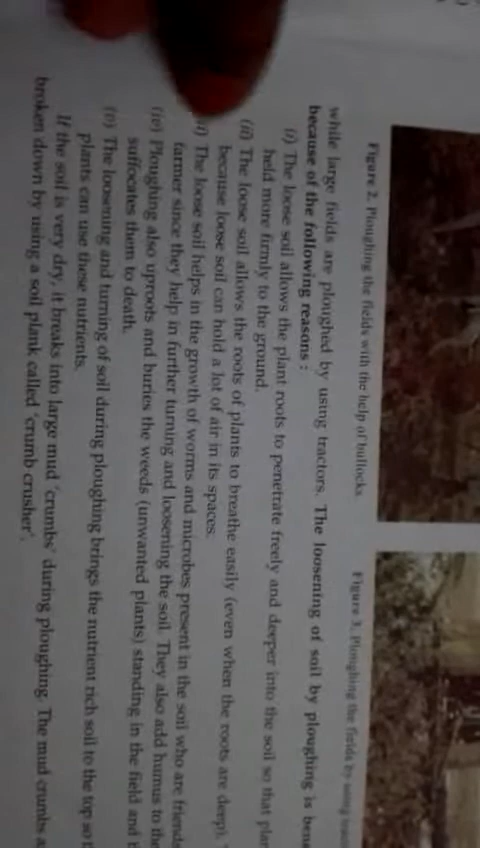 Figure 2. Ploughing the fields with the help of bullocks.
Figure 3. Ploughing the fields by using
while large fields are ploughed by using tractors. The loosening of soil by ploughing is
because of the following reasons :
(i) The loose soil allows the plant roots to penetrate freely and deeper into the soil so that
held more firmly to the ground.
(ii) The loose soil allows the roots of plants to breathe easily (even when the roots are deep).
because loose soil can hold a lot of air in its spaces.
The loose soil helps in the growth of worms and microbes present in the soil who are
farmer since they help in further turning and loosening the soil. They also add humus to the
(iv) Ploughing also uproots and buries the weeds (unwanted plants) standing in the field and
suffocates them to death.
(v) The loosening and turning of soil during ploughing brings the nutrient rich soil to the top so
plants can use these nutrients.
If the soil is very dry, it breaks into large mud 'crumbs' during ploughing. The mud crumbs
broken down by using a soil plank called 'crumb crusher'.